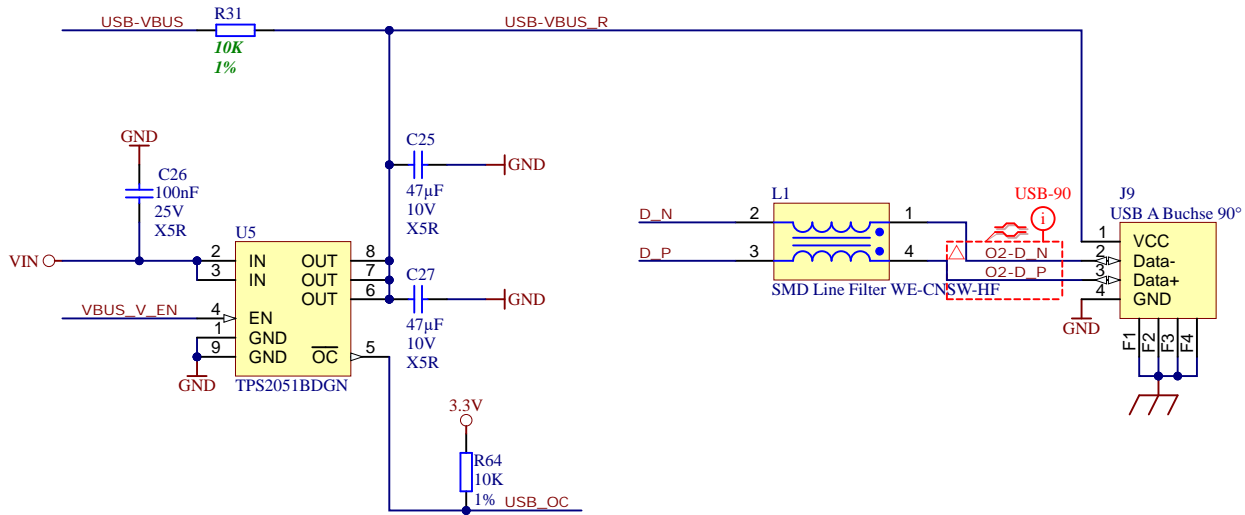 R31
USB-VBUS
USB-VBUS_R
10K
1%
GND
C26
100nF
25V
X5R
C25
GND
47µF
10V
X5R
U5
VIN
2 IN OUT 8
3 IN OUT 7
OUT 6
VBUS_V_EN
4 EN
1 GND
9 GND OC 5
GND
TPS2051BDGN
C27
GND
47µF
10V
X5R
3.3V
R64
10K
1%
USB_OC
L1
D_N 2 1
D_P 3 4
SMD Line Filter WE-CNSW-HF
USB-90
i
O2-D_N
O2-D_P
J9
USB A Buchse 90°
1 VCC
2 Data-
3 Data+
4 GND
GND
F1 F2 F3 F4